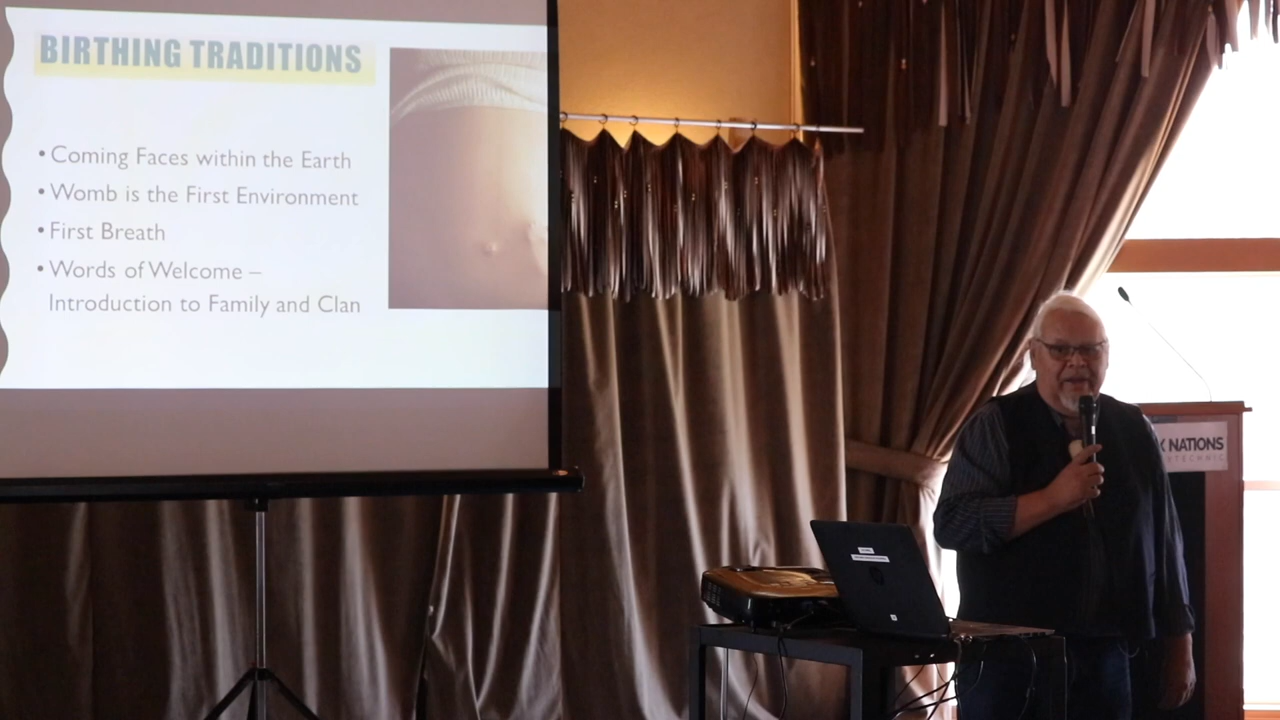 BIRTHING TRADITIONS
• Coming Faces within the Earth
• Womb is the First Environment
• First Breath
• Words of Welcome –
Introduction to Family and Clan
NATIONS